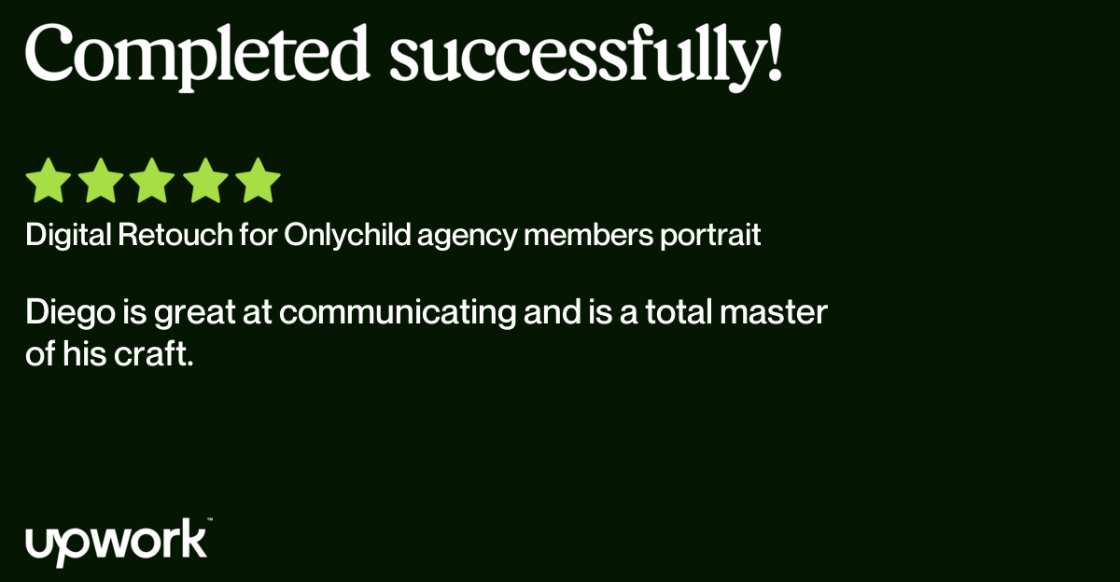 Completed successfully!
Digital Retouch for Onlychild agency members portrait
Diego is great at communicating and is a total master
of his craft.
upwork™